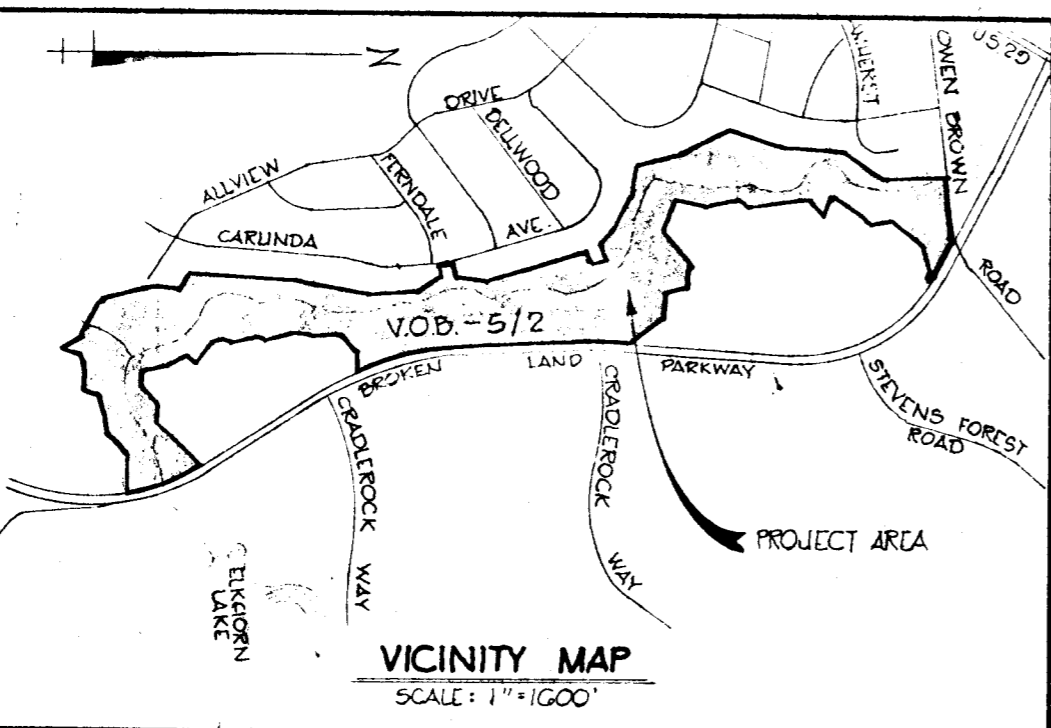 N
U.S. 29
OWEN BROWN
ROAD
AMHERST
DRIVE
DELLWOOD
ALLVIEW
FERNDALE
CARLINDA
AVE.
V.O.B.-5/2
BROKEN
LAND
PARKWAY
CRADLEROCK
WAY
CRADLEROCK
WAY
STEVENS FOREST
ROAD
PROJECT AREA
ELKHORN
LAKE
VICINITY MAP
SCALE: 1"=1600'